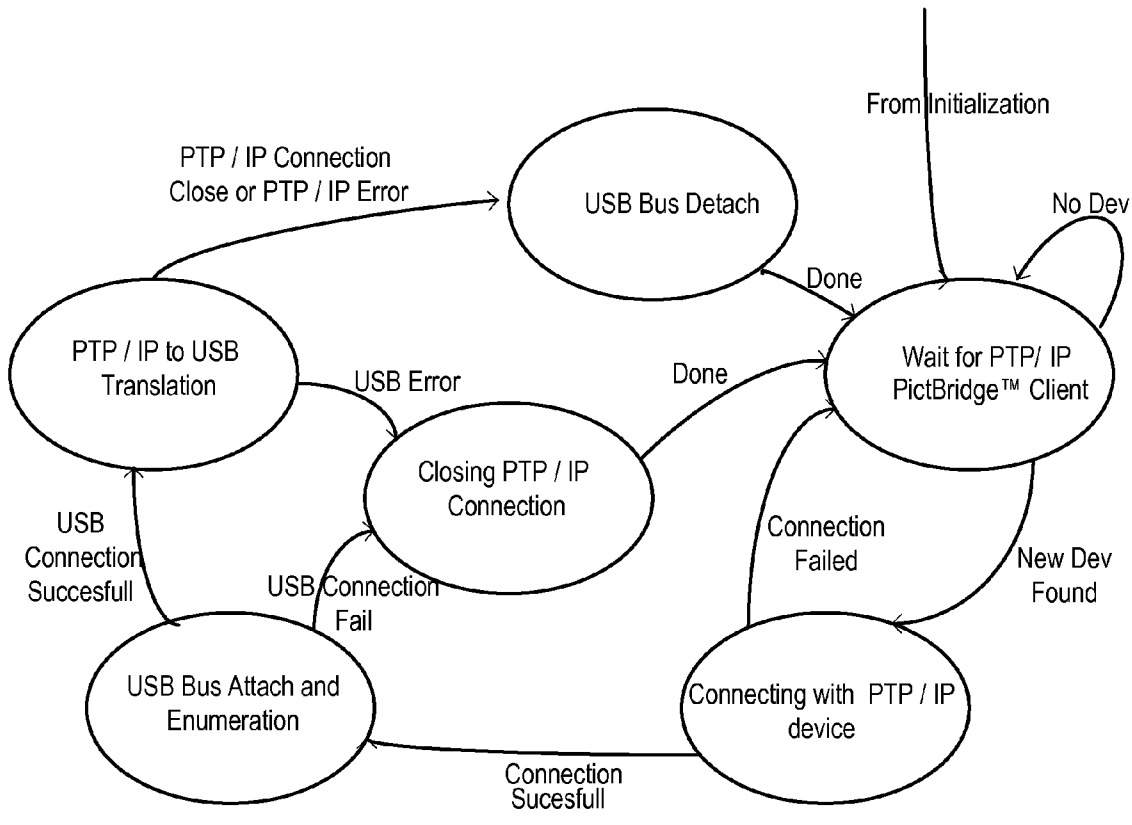 From Initialization
PTP / IP Connection
Close or PTP / IP Error
USB Bus Detach
No Dev
Done
PTP / IP to USB
Translation
Wait for PTP/ IP
PictBridge™ Client
USB Error
Done
Closing PTP / IP
Connection
USB
Connection
Succesfull
USB Connection
Fail
Connection
Failed
New Dev
Found
USB Bus Attach and
Enumeration
Connecting with PTP / IP
device
Connection
Sucesfull